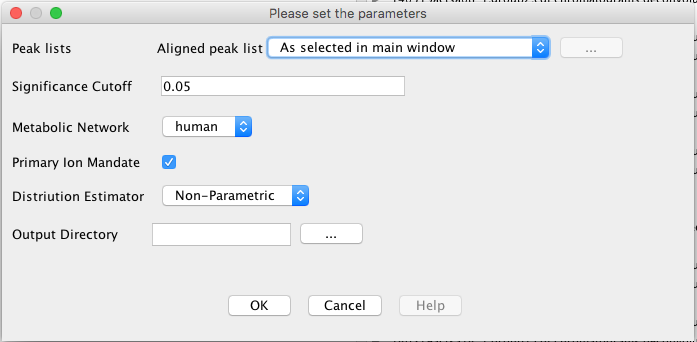 Please set the parameters
Peak lists Aligned peak list As selected in main window ...
Significance Cutoff 0.05
Metabolic Network human
Primary Ion Mandate
Distriution Estimator Non-Parametric
Output Directory ...
OK Cancel Help